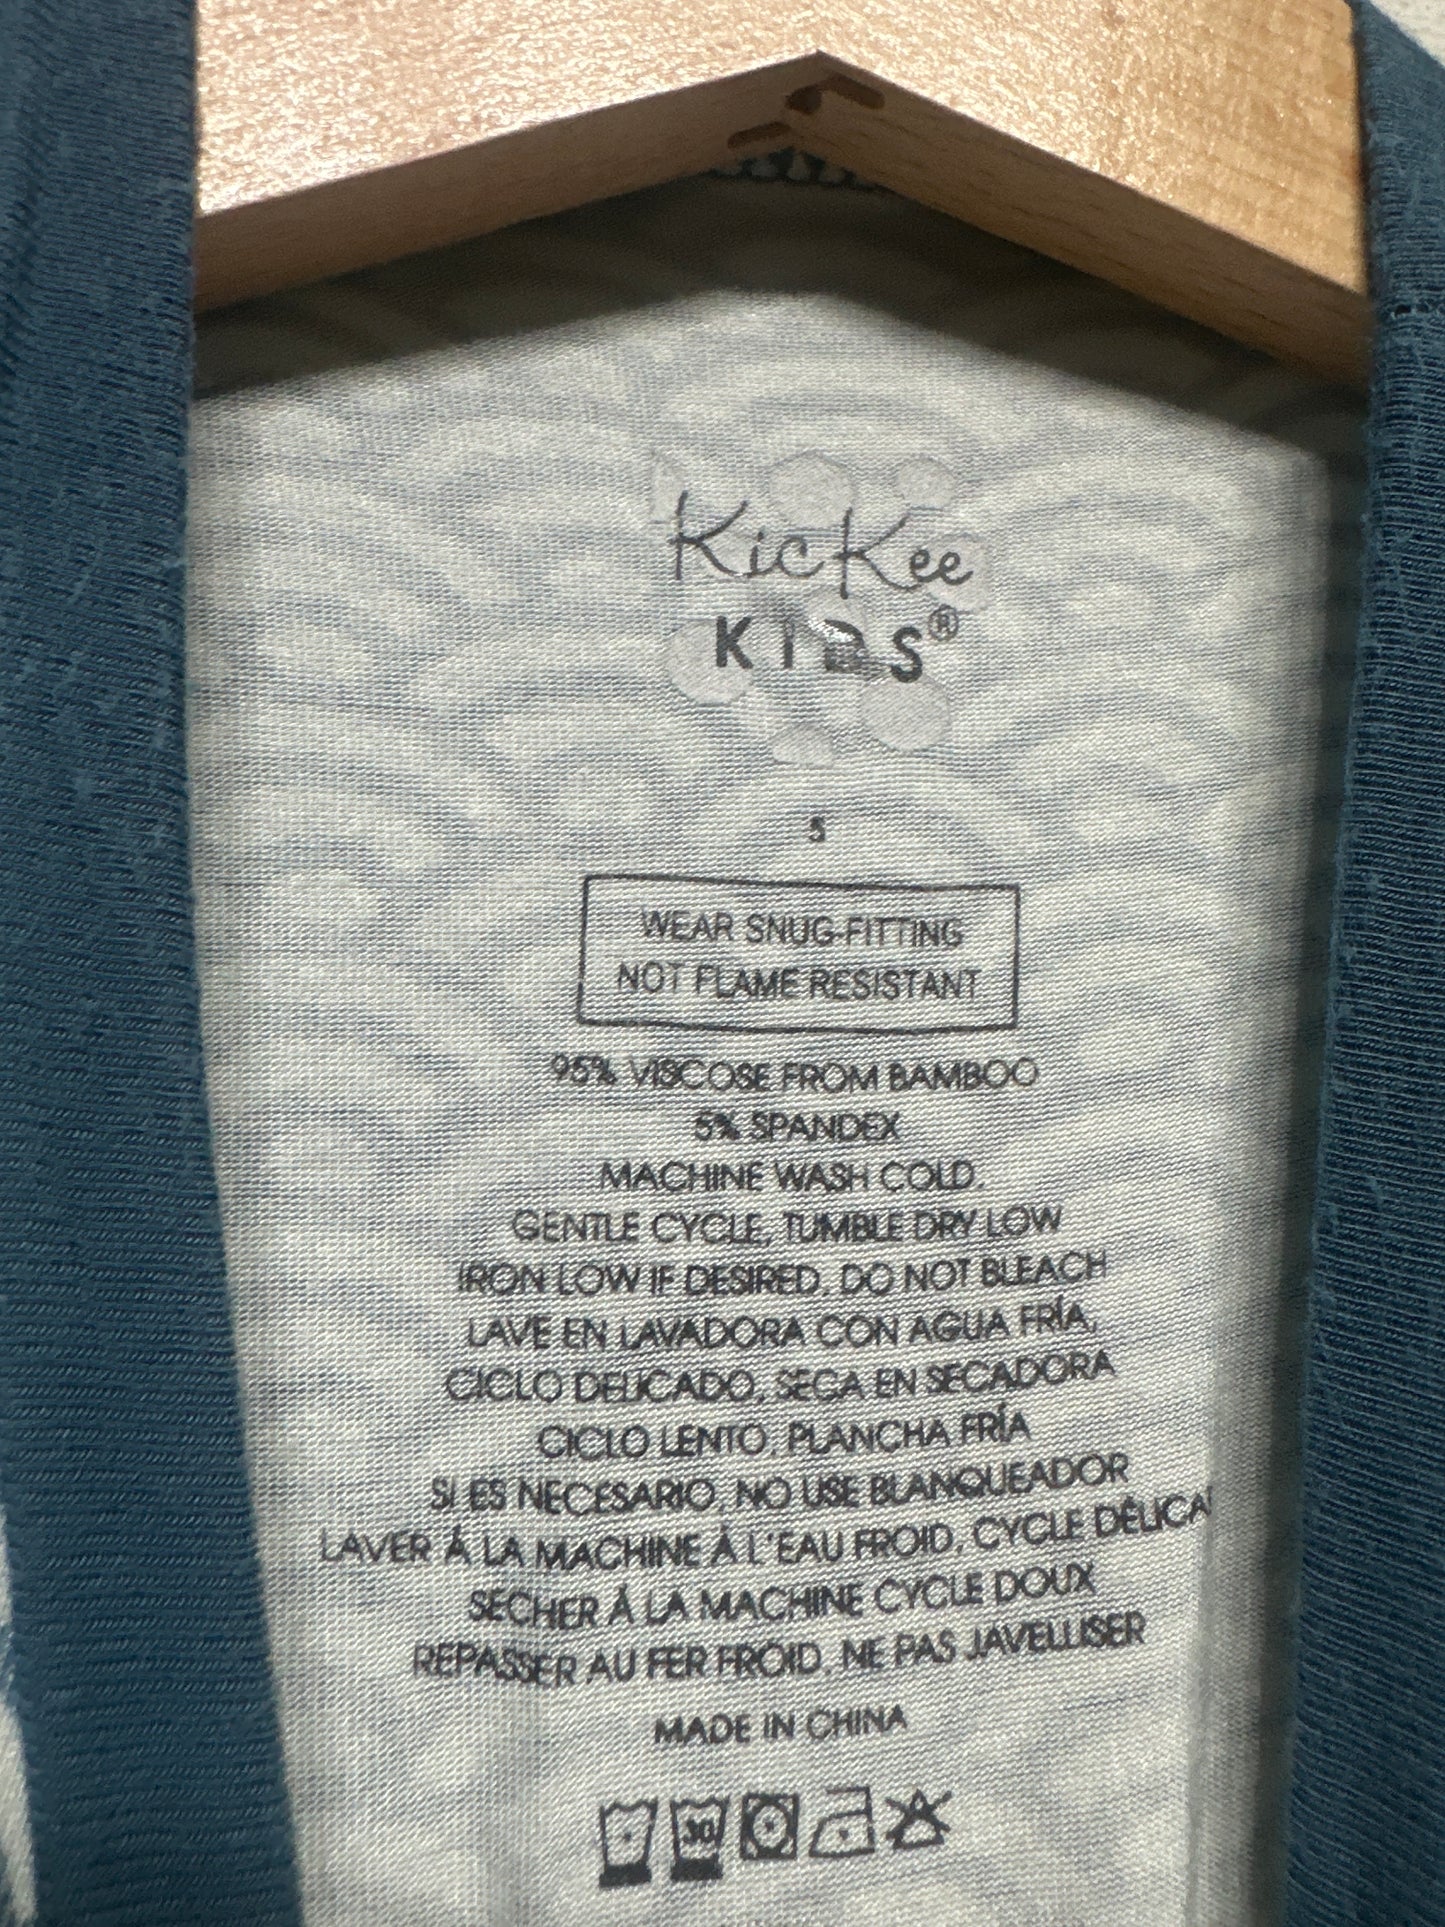 KicKee
KIDS®
5
WEAR SNUG-FITTING
NOT FLAME RESISTANT
95% VISCOSE FROM BAMBOO
5% SPANDEX
MACHINE WASH COLD.
GENTLE CYCLE, TUMBLE DRY LOW
IRON LOW IF DESIRED, DO NOT BLEACH
LAVE EN LAVADORA CON AGUA FRÍA,
CICLO DELICADO, SECA EN SECADORA
CICLO LENTO, PLANCHA FRÍA
SI ES NECESARIO, NO USE BLANQUEADOR
LAVER À LA MACHINE À L'EAU FROID, CYCLE DÉLICAT
SECHER À LA MACHINE CYCLE DOUX
REPASSER AU FER FROID, NE PAS JAVELLISER
MADE IN CHINA
30